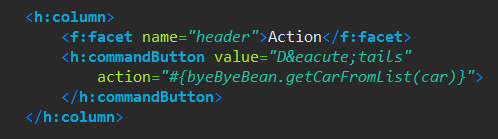 <h:column>
<f:facet name="header">Action</f:facet>
<h:commandButton value="D&eacute;tails"
action="#{byeByeBean.getCarFromList(car)}">
</h:commandButton>
</h:column>